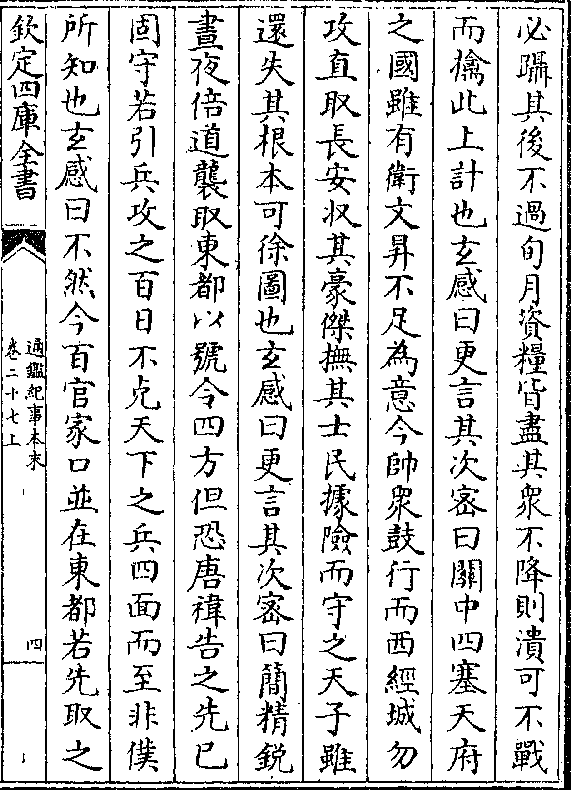 必躡其後不過旬月資糧皆盡其衆不降則潰可不戰
而擒此上計也玄感曰更言其次密曰關中四塞天府
之國雖有衛文昇不足為意今帥衆鼓行而西經城勿
攻直取長安收其豪傑撫其士民據險而守之天子雖
還失其根本可徐圖也玄感曰更言其次密曰簡精銳
晝夜倍道襲取東都以號令四方但恐唐禕告之先已
固守若引兵攻之百日不克天下之兵四面而至非僕
所知也玄感曰不然今百官家口並在東都若先取之
欽定四庫全書
通鑑紀事本末
卷二十七上
四